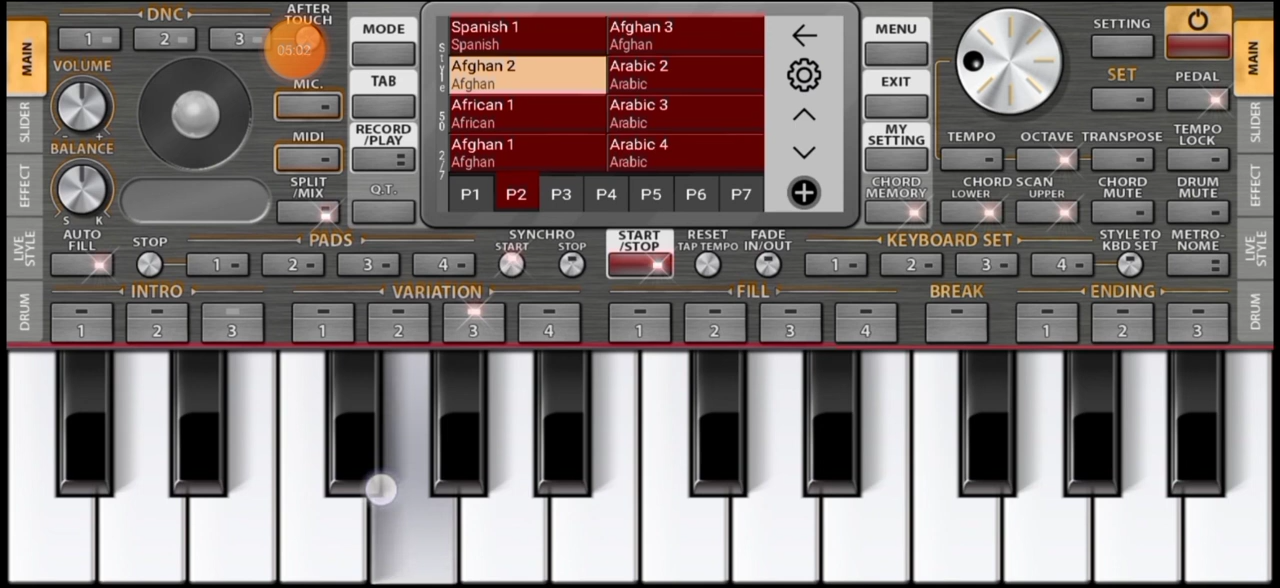 DNC
AFTER
TOUCH
1
2
3
05:02
MAIN
VOLUME
- +
BALANCE
S K
MIC.
MIDI
SPLIT
/MIX
MODE
TAB
RECORD
/PLAY
Q.T.
Style
50
277
Spanish 1
Spanish
Afghan 3
Afghan
Afghan 2
Afghan
Arabic 2
Arabic
African 1
African
Arabic 3
Arabic
Afghan 1
Afghan
Arabic 4
Arabic
P1 P2 P3 P4 P5 P6 P7
MENU
EXIT
MY
SETTING
CHORD
MEMORY
SETTING
SET
PEDAL
MAIN
TEMPO
OCTAVE
TRANSPOSE
TEMPO
LOCK
CHORD SCAN
LOWER UPPER
CHORD
MUTE
DRUM
MUTE
SLIDER
EFFECT
LIVE
STYLE
DRUM
AUTO
FILL
STOP
PADS
1 2 3 4
SYNCHRO
START STOP
START
/STOP
RESET
TAP TEMPO
FADE
IN/OUT
KEYBOARD SET
1 2 3 4
STYLE TO
KBD SET
METRO-
NOME
SLIDER
EFFECT
LIVE
STYLE
DRUM
INTRO
1 2 3
VARIATION
1 2 3 4
FILL
1 2 3 4
BREAK
ENDING
1 2 3